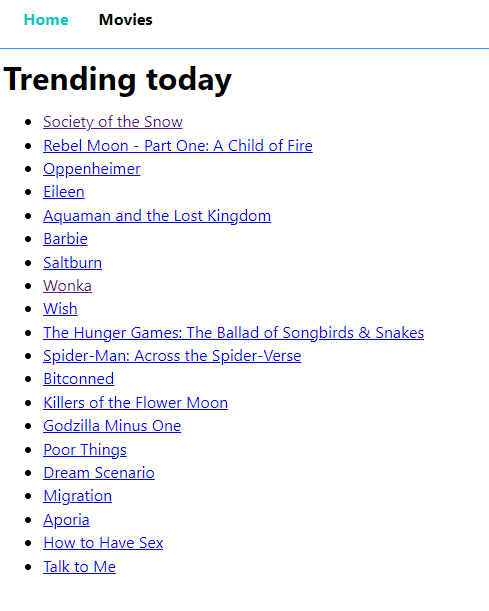 Home Movies
Trending today
Society of the Snow
Rebel Moon - Part One: A Child of Fire
Oppenheimer
Eileen
Aquaman and the Lost Kingdom
Barbie
Saltburn
Wonka
Wish
The Hunger Games: The Ballad of Songbirds & Snakes
Spider-Man: Across the Spider-Verse
Bitconned
Killers of the Flower Moon
Godzilla Minus One
Poor Things
Dream Scenario
Migration
Aporia
How to Have Sex
Talk to Me